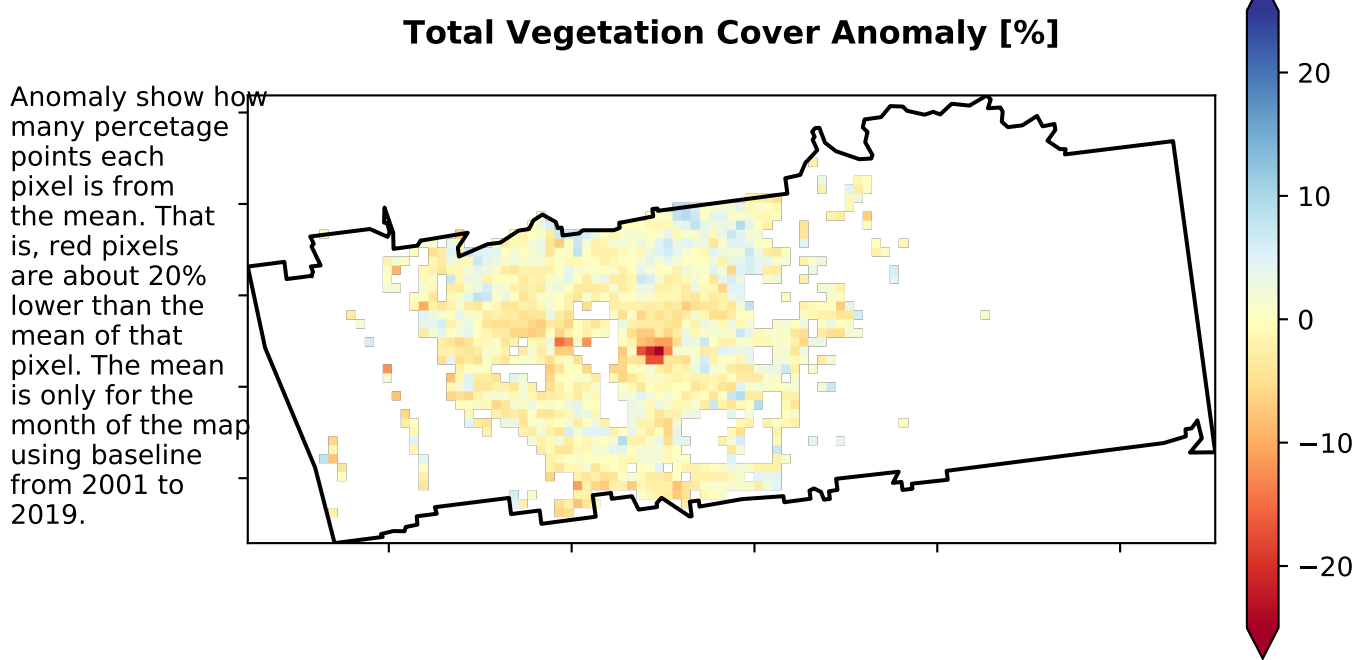 Total Vegetation Cover Anomaly [%]
Anomaly show how
many percetage
points each
pixel is from
the mean. That
is, red pixels
are about 20%
lower than the
mean of that
pixel. The mean
is only for the
month of the map
using baseline
from 2001 to
2019.
20
10
0
−10
−20